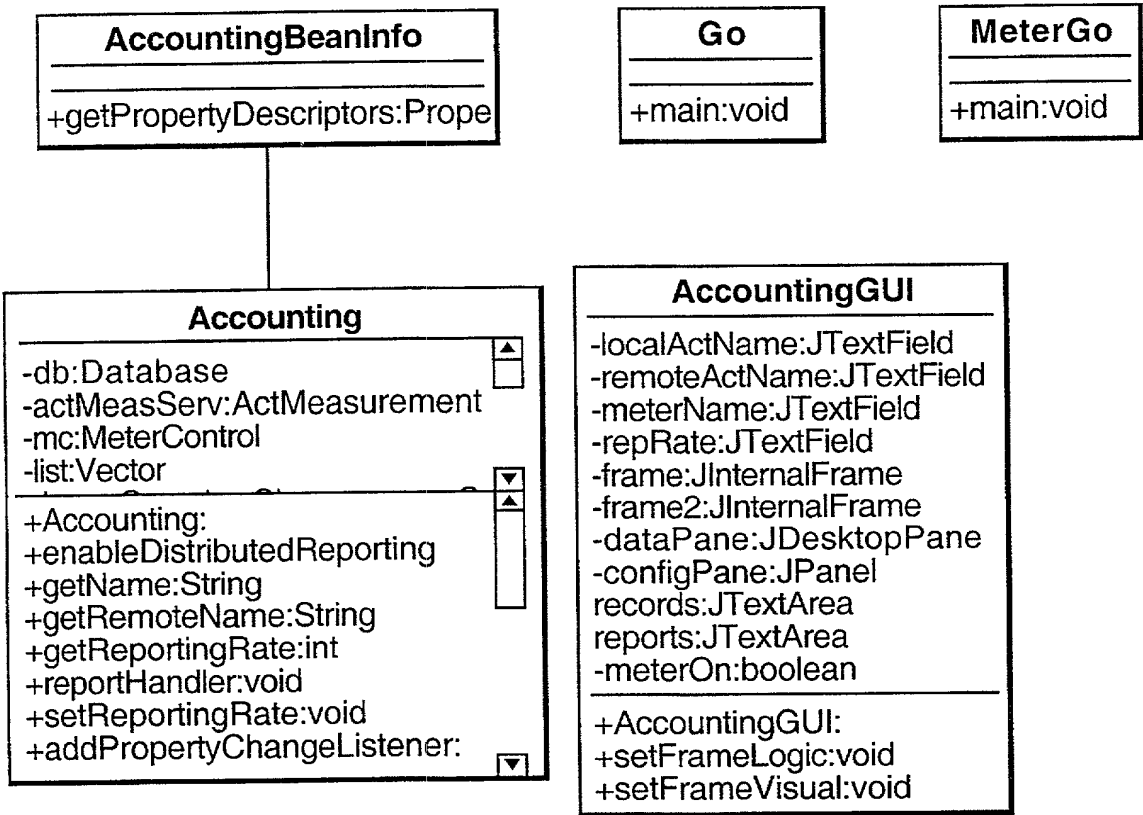 AccountingBeanInfo
+getPropertyDescriptors:Prope
Go
+main:void
MeterGo
+main:void
Accounting
-db:Database
-actMeasServ:ActMeasurement
-mc:MeterControl
-list:Vector
+Accounting:
+enableDistributedReporting
+getName:String
+getRemoteName:String
+getReportingRate:int
+reportHandler:void
+setReportingRate:void
+addPropertyChangeListener:
AccountingGUI
-localActName:JTextField
-remoteActName:JTextField
-meterName:JTextField
-repRate:JTextField
-frame:JInternalFrame
-frame2:JInternalFrame
-dataPane:JDesktopPane
-configPane:JPanel
records:JTextArea
reports:JTextArea
-meterOn:boolean
+AccountingGUI:
+setFrameLogic:void
+setFrameVisual:void